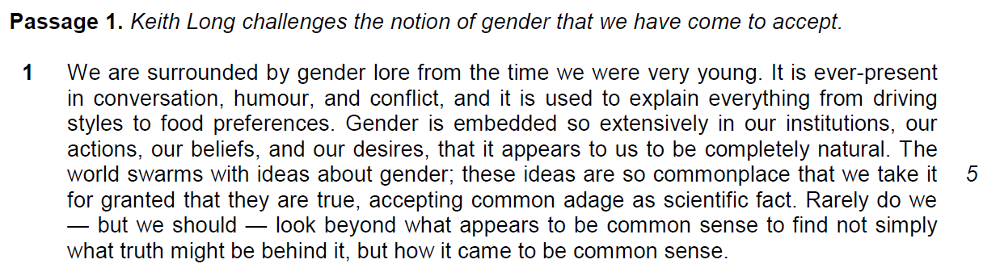 Passage 1. Keith Long challenges the notion of gender that we have come to accept.
1 We are surrounded by gender lore from the time we were very young. It is ever-present
in conversation, humour, and conflict, and it is used to explain everything from driving
styles to food preferences. Gender is embedded so extensively in our institutions, our
actions, our beliefs, and our desires, that it appears to us to be completely natural. The
world swarms with ideas about gender; these ideas are so commonplace that we take it 5
for granted that they are true, accepting common adage as scientific fact. Rarely do we
— but we should — look beyond what appears to be common sense to find not simply
what truth might be behind it, but how it came to be common sense.